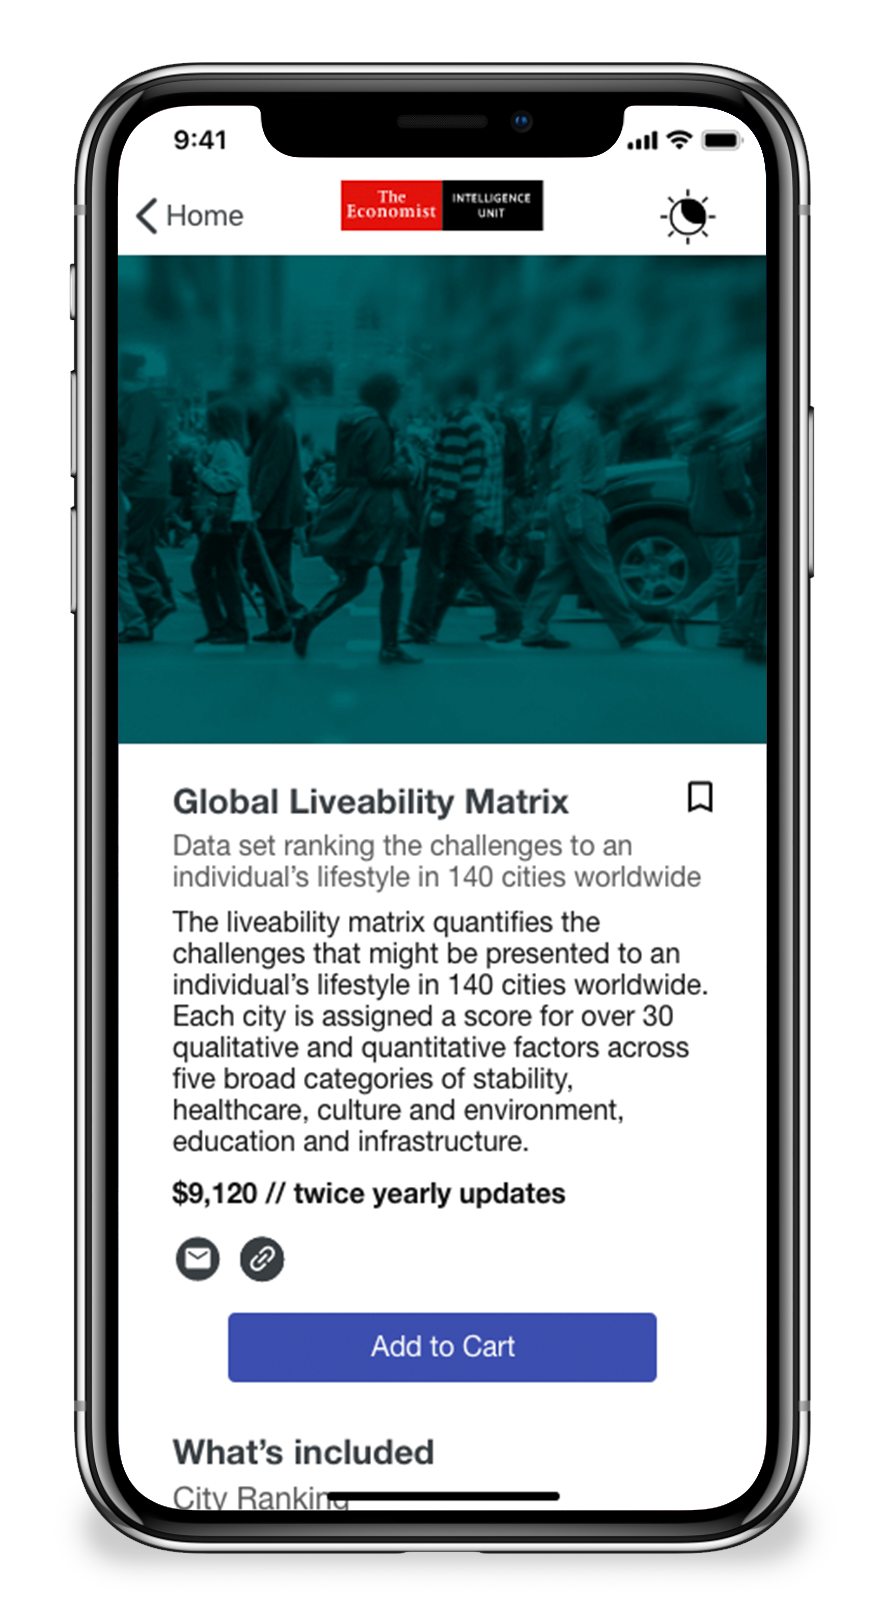 9:41
Home
The
Economist
INTELLIGENCE
UNIT
Global Liveability Matrix
Data set ranking the challenges to an
individual’s lifestyle in 140 cities worldwide
The liveability matrix quantifies the
challenges that might be presented to an
individual’s lifestyle in 140 cities worldwide.
Each city is assigned a score for over 30
qualitative and quantitative factors across
five broad categories of stability,
healthcare, culture and environment,
education and infrastructure.
$9,120 // twice yearly updates
Add to Cart
What’s included
City Ranking